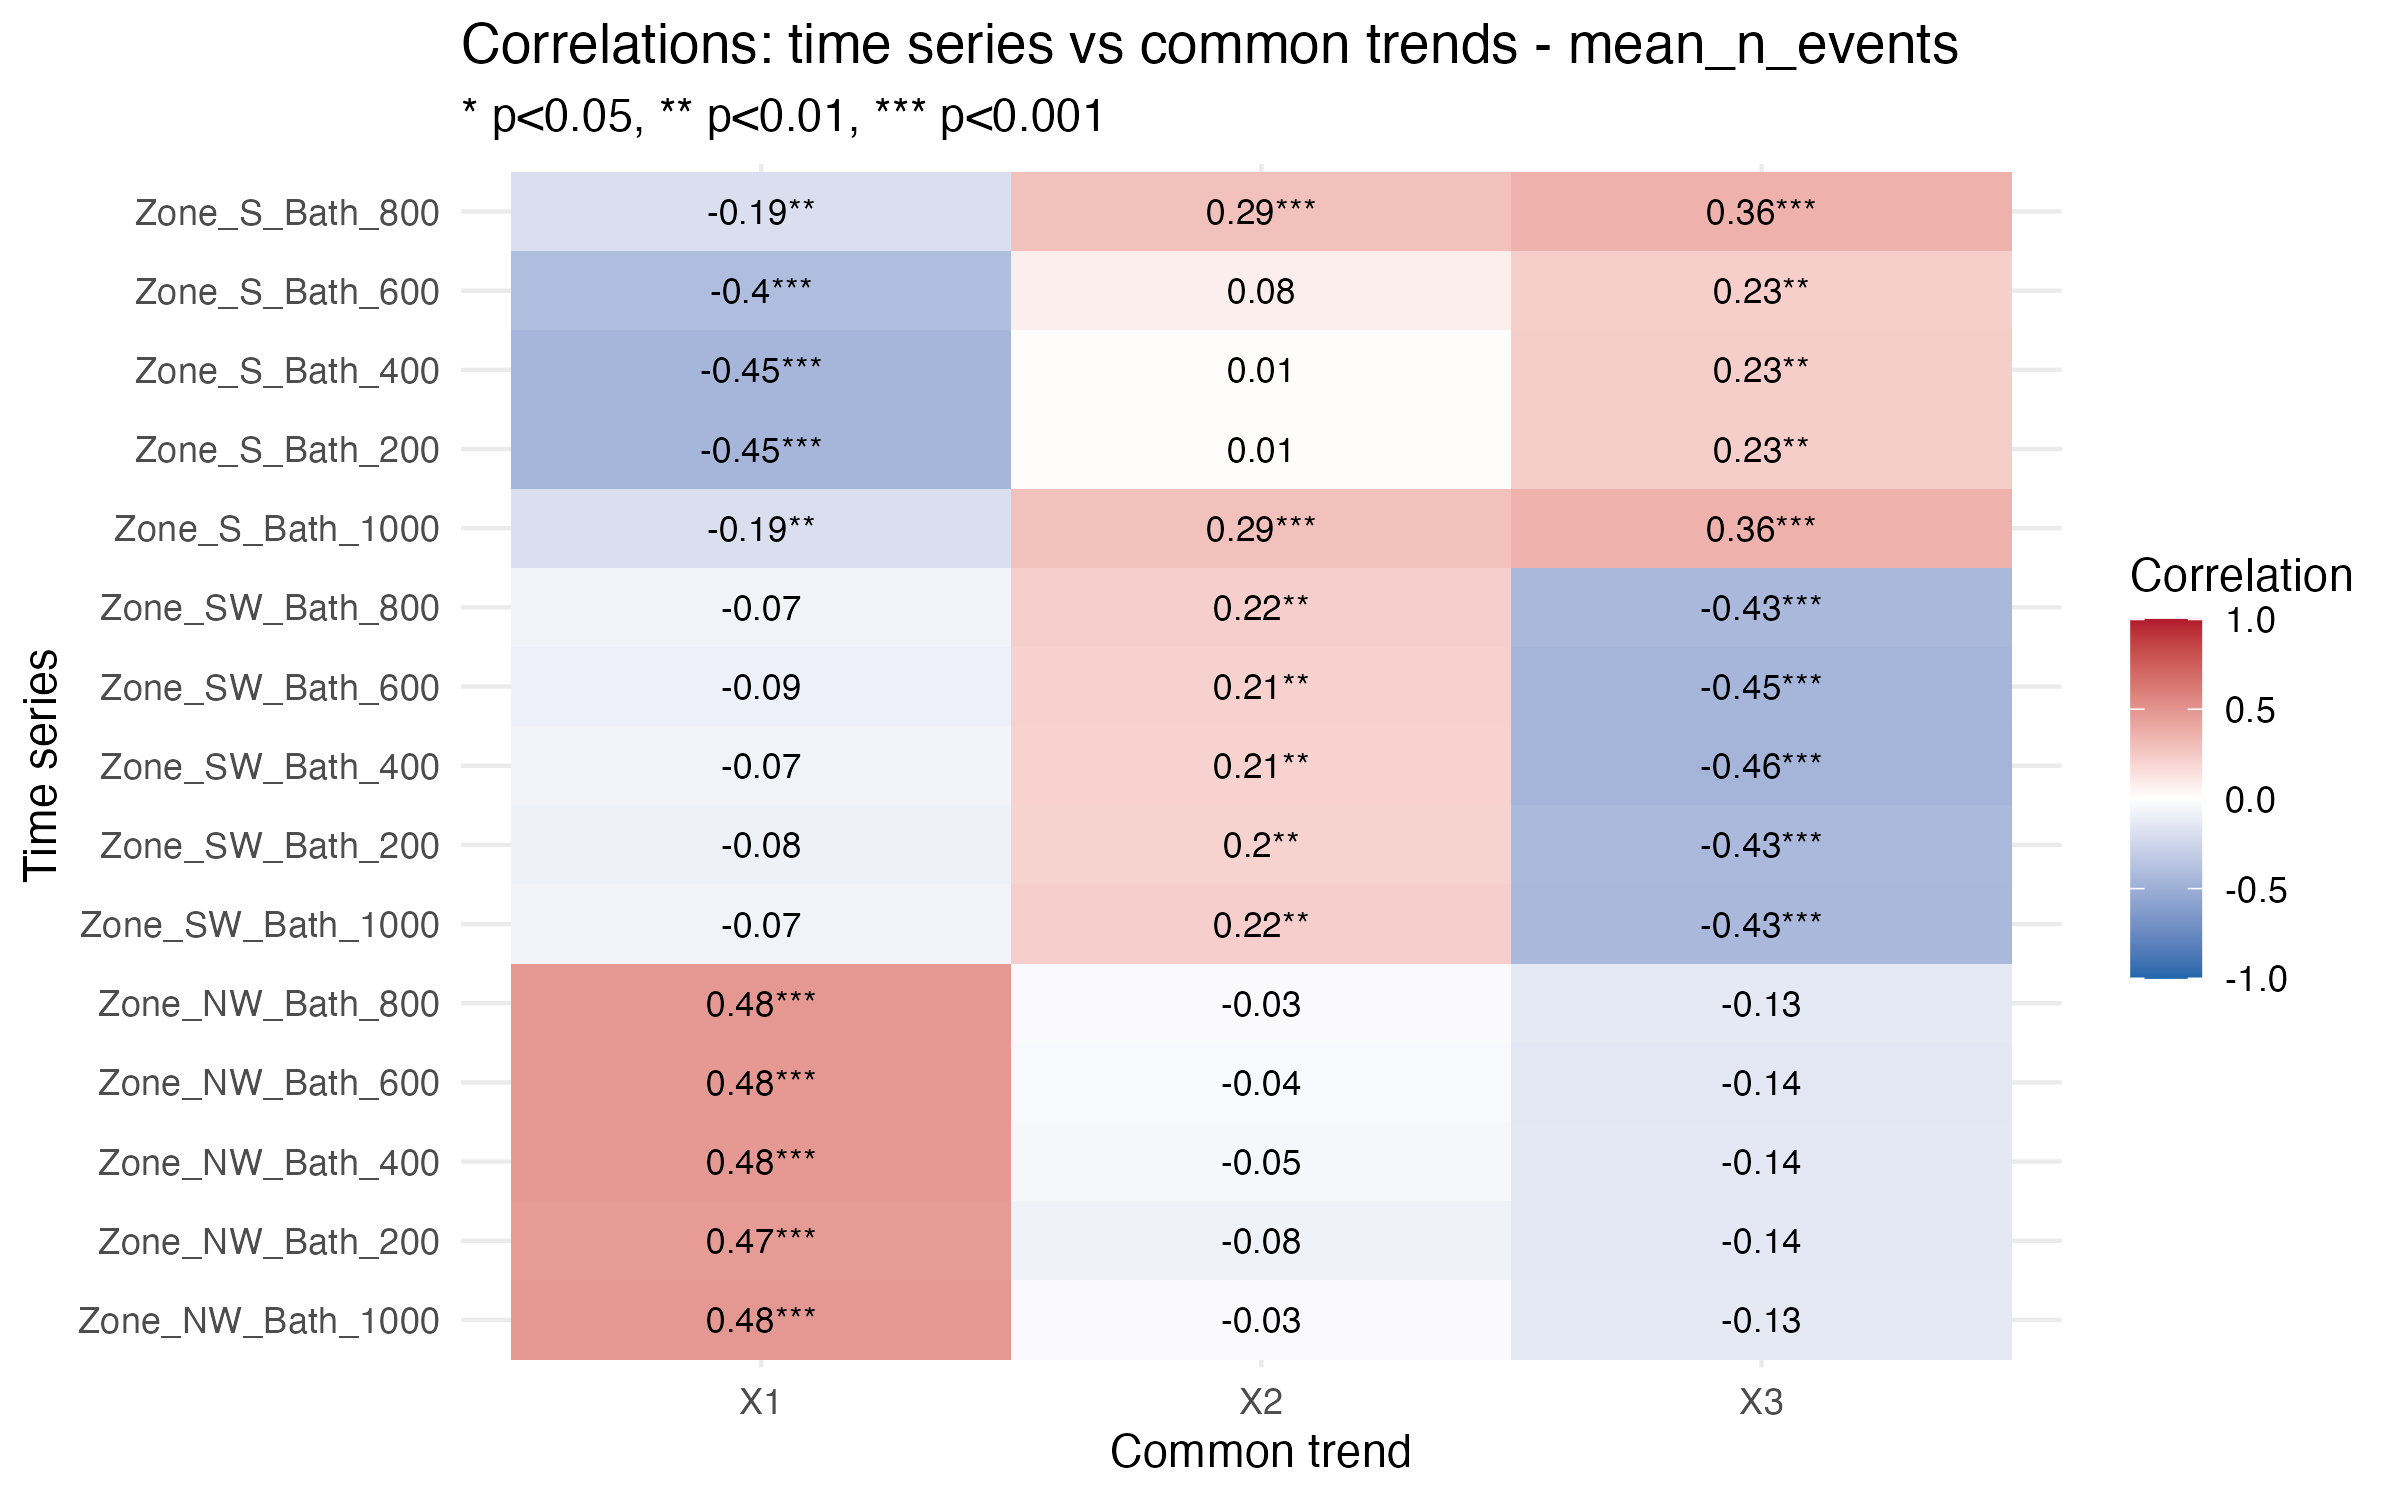 Correlations: time series vs common trends - mean_n_events
* p<0.05, ** p<0.01, *** p<0.001
Zone_S_Bath_800 -0.19** 0.29*** 0.36***
Zone_S_Bath_600 -0.4*** 0.08 0.23**
Zone_S_Bath_400 -0.45*** 0.01 0.23**
Zone_S_Bath_200 -0.45*** 0.01 0.23**
Zone_S_Bath_1000 -0.19** 0.29*** 0.36***
Zone_SW_Bath_800 -0.07 0.22** -0.43***
Zone_SW_Bath_600 -0.09 0.21** -0.45***
Zone_SW_Bath_400 -0.07 0.21** -0.46***
Zone_SW_Bath_200 -0.08 0.2** -0.43***
Zone_SW_Bath_1000 -0.07 0.22** -0.43***
Zone_NW_Bath_800 0.48*** -0.03 -0.13
Zone_NW_Bath_600 0.48*** -0.04 -0.14
Zone_NW_Bath_400 0.48*** -0.05 -0.14
Zone_NW_Bath_200 0.47*** -0.08 -0.14
Zone_NW_Bath_1000 0.48*** -0.03 -0.13
X1 X2 X3
Common trend
Time series
Correlation
1.0
0.5
0.0
-0.5
-1.0